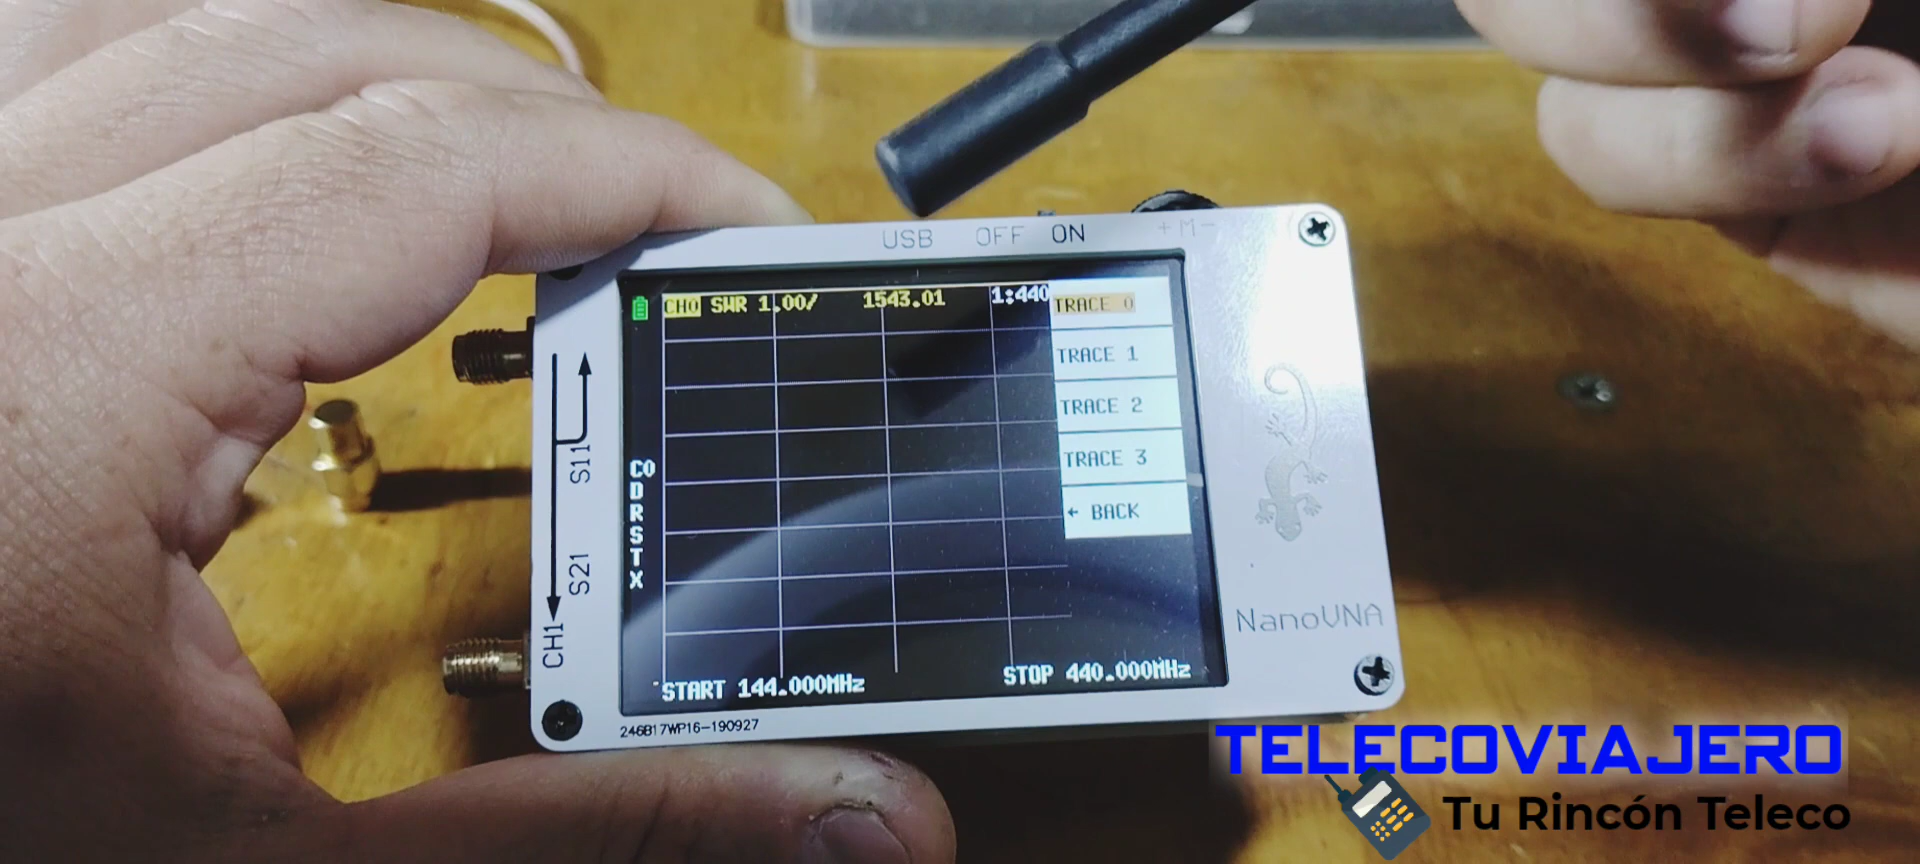 USB OFF ON +M-
CH0 SWR 1.00/ 1543.01 1:440
TRACE 0
TRACE 1
TRACE 2
TRACE 3
← BACK
C0
D
R
S
T
X
START 144.000MHz STOP 440.000MHz
S11
S21
CH1
246B17WP16-190927
NanoVNA
TELECOVIAJERO
Tu Rincón Teleco